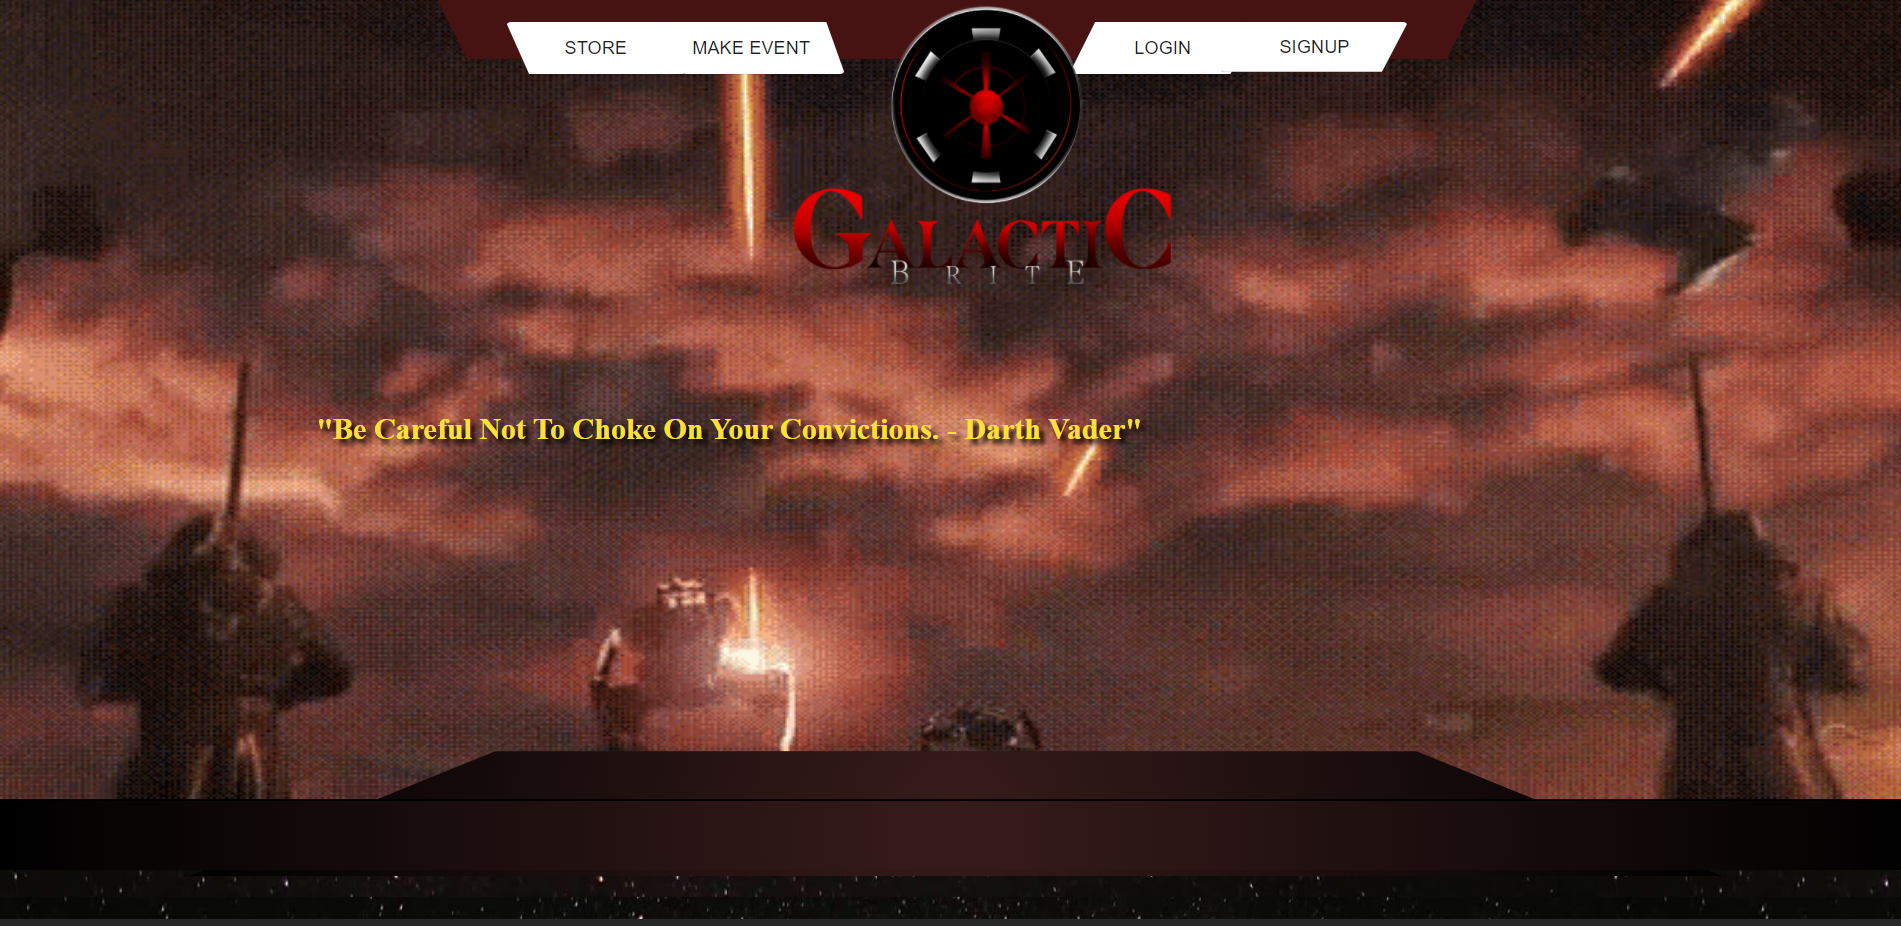 STORE
MAKE EVENT
LOGIN
SIGNUP
GALACTIC
BRITE
"Be Careful Not To Choke On Your Convictions. - Darth Vader"